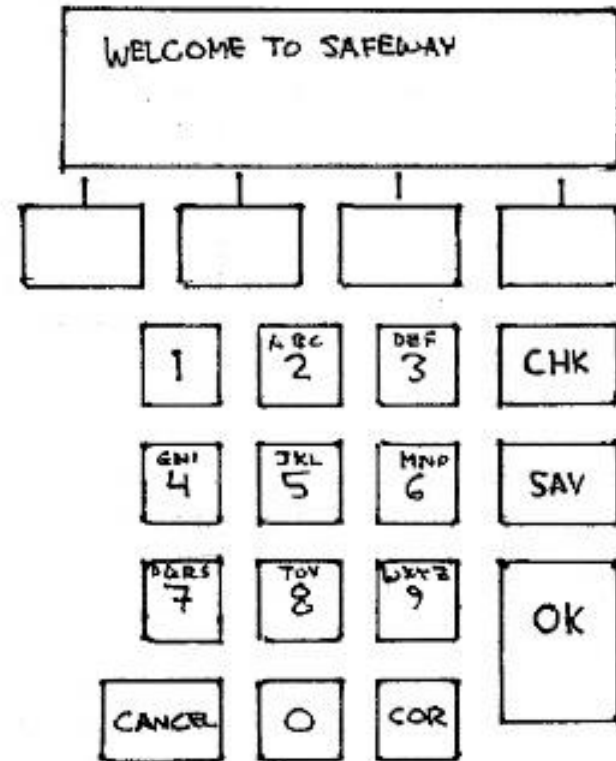 WELCOME TO SAFEWAY
1 ABC DEF CHK
2 3
GHI JKL MNO SAV
4 5 6
PQRS TUV WXYZ OK
7 8 9
CANCEL 0 COR